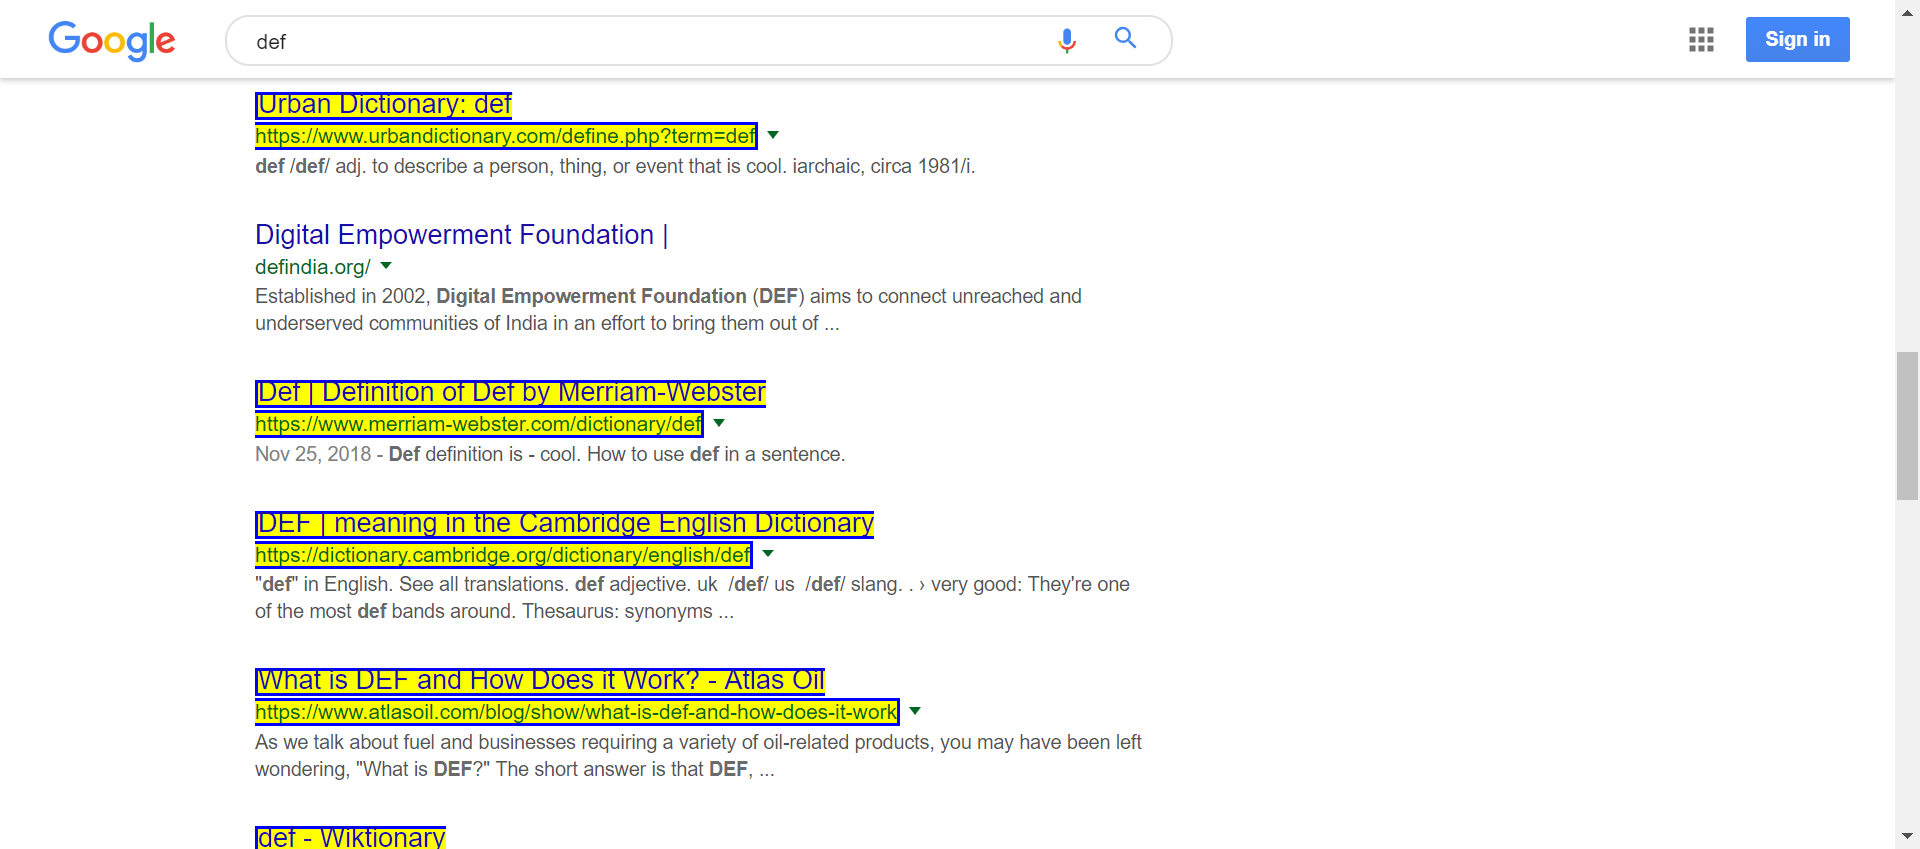 Google
def
Sign in
Urban Dictionary: def
https://www.urbandictionary.com/define.php?term=def
def /def/ adj. to describe a person, thing, or event that is cool. iarchaic, circa 1981/i.
Digital Empowerment Foundation |
defindia.org/
Established in 2002, Digital Empowerment Foundation (DEF) aims to connect unreached and
underserved communities of India in an effort to bring them out of ...
Def | Definition of Def by Merriam-Webster
https://www.merriam-webster.com/dictionary/def
Nov 25, 2018 - Def definition is - cool. How to use def in a sentence.
DEF | meaning in the Cambridge English Dictionary
https://dictionary.cambridge.org/dictionary/english/def
"def" in English. See all translations. def adjective. uk /def/ us /def/ slang. . › very good: They're one
of the most def bands around. Thesaurus: synonyms ...
What is DEF and How Does it Work? - Atlas Oil
https://www.atlasoil.com/blog/show/what-is-def-and-how-does-it-work
As we talk about fuel and businesses requiring a variety of oil-related products, you may have been left
wondering, "What is DEF?" The short answer is that DEF, ...
def - Wiktionary